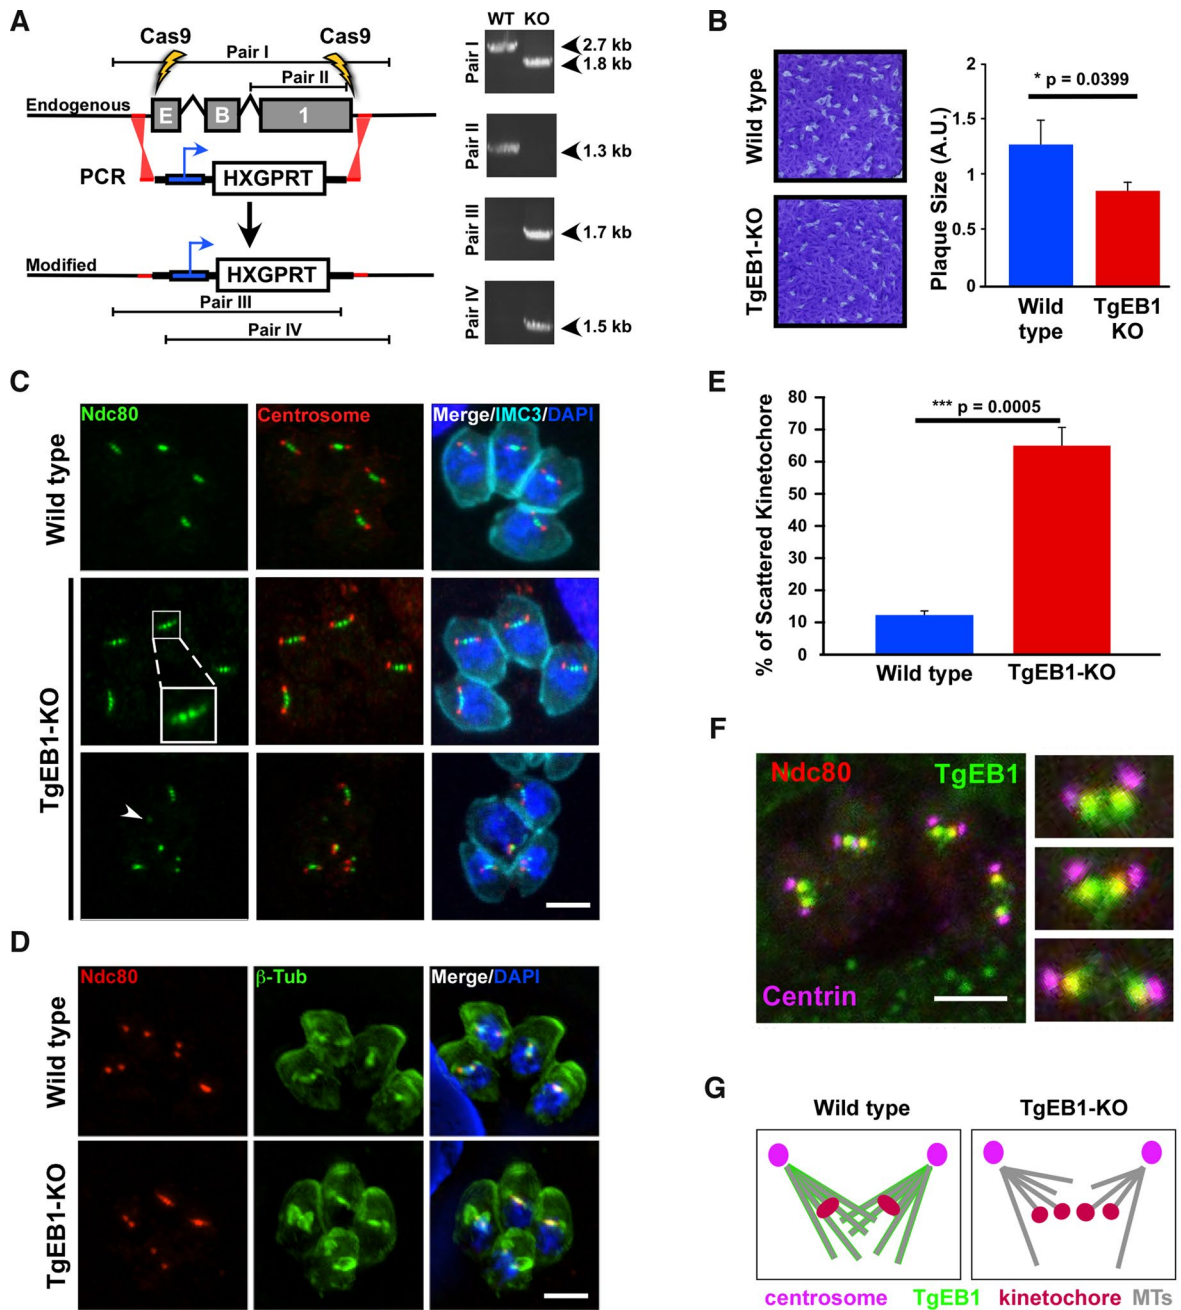 A
Cas9
Cas9
Pair I
Pair II
Endogenous
E
B
1
PCR
HXGPRT
Modified
HXGPRT
Pair III
Pair IV
WT KO
Pair I
2.7 kb
1.8 kb
Pair II
1.3 kb
Pair III
1.7 kb
Pair IV
1.5 kb
B
Wild type
TgEB1-KO
Plaque Size (A.U.)
2
1.5
1
0.5
0
* p = 0.0399
Wild type
TgEB1 KO
C
Wild type
TgEB1-KO
Ndc80
Centrosome
Merge/IMC3/DAPI
D
Wild type
TgEB1-KO
Ndc80
β-Tub
Merge/DAPI
E
% of Scattered Kinetochore
80
70
60
50
40
30
20
10
0
*** p = 0.0005
Wild type
TgEB1-KO
F
Ndc80
TgEB1
Centrin
G
Wild type
TgEB1-KO
centrosome TgEB1 kinetochore MTs